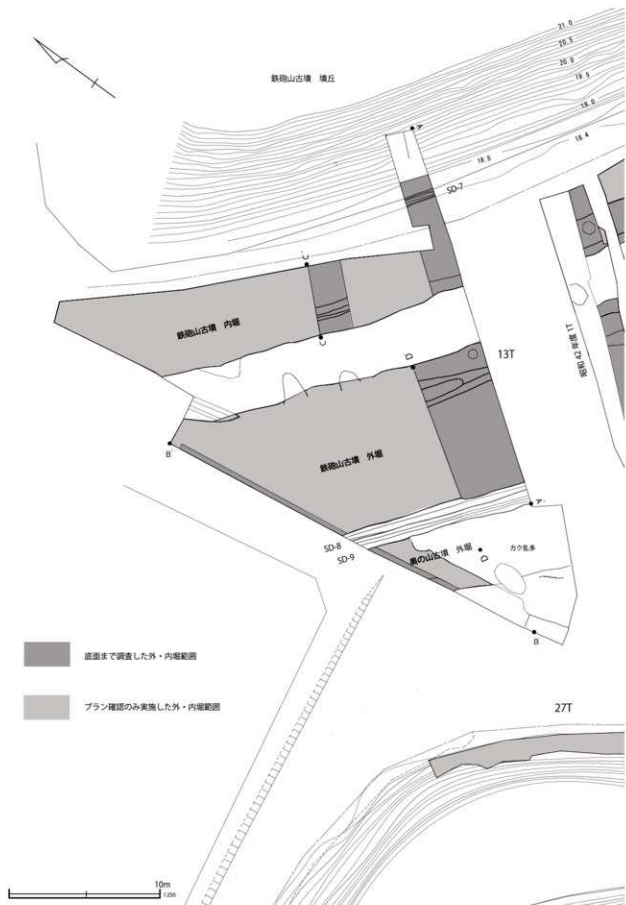 21.0
20.5
20.0
鉄砲山古墳 墳丘
19.5
19.0
18.4
A
18.8
SD-7
C'
鉄砲山古墳 内堀
C
13T
昭和42年度1T
D
鉄砲山古墳 外堀
B'
A'
SD-8
奥の山古墳 外堀
カク乱多
SD-9
D'
B
底面まで調査した外・内堀範囲
プラン確認のみ実施した外・内堀範囲
27T
10m
1:250